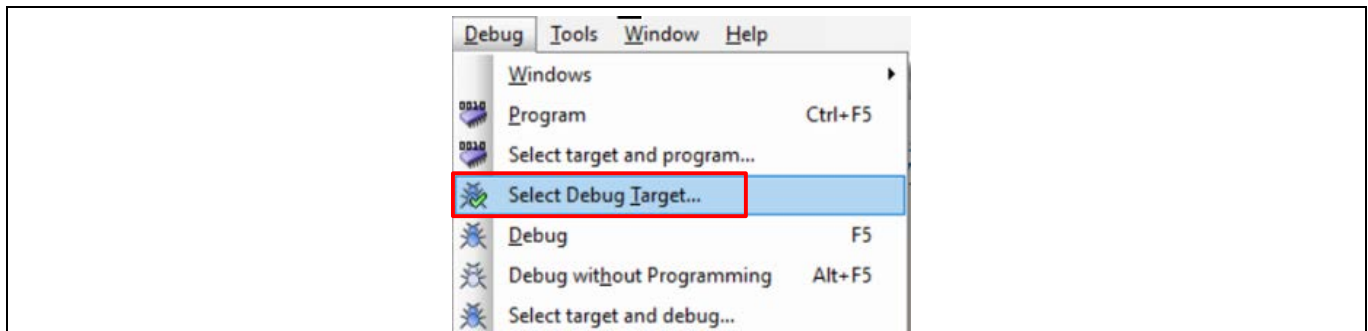 Debug Tools Window Help
Windows
Program Ctrl+F5
Select target and program...
Select Debug Target...
Debug F5
Debug without Programming Alt+F5
Select target and debug...